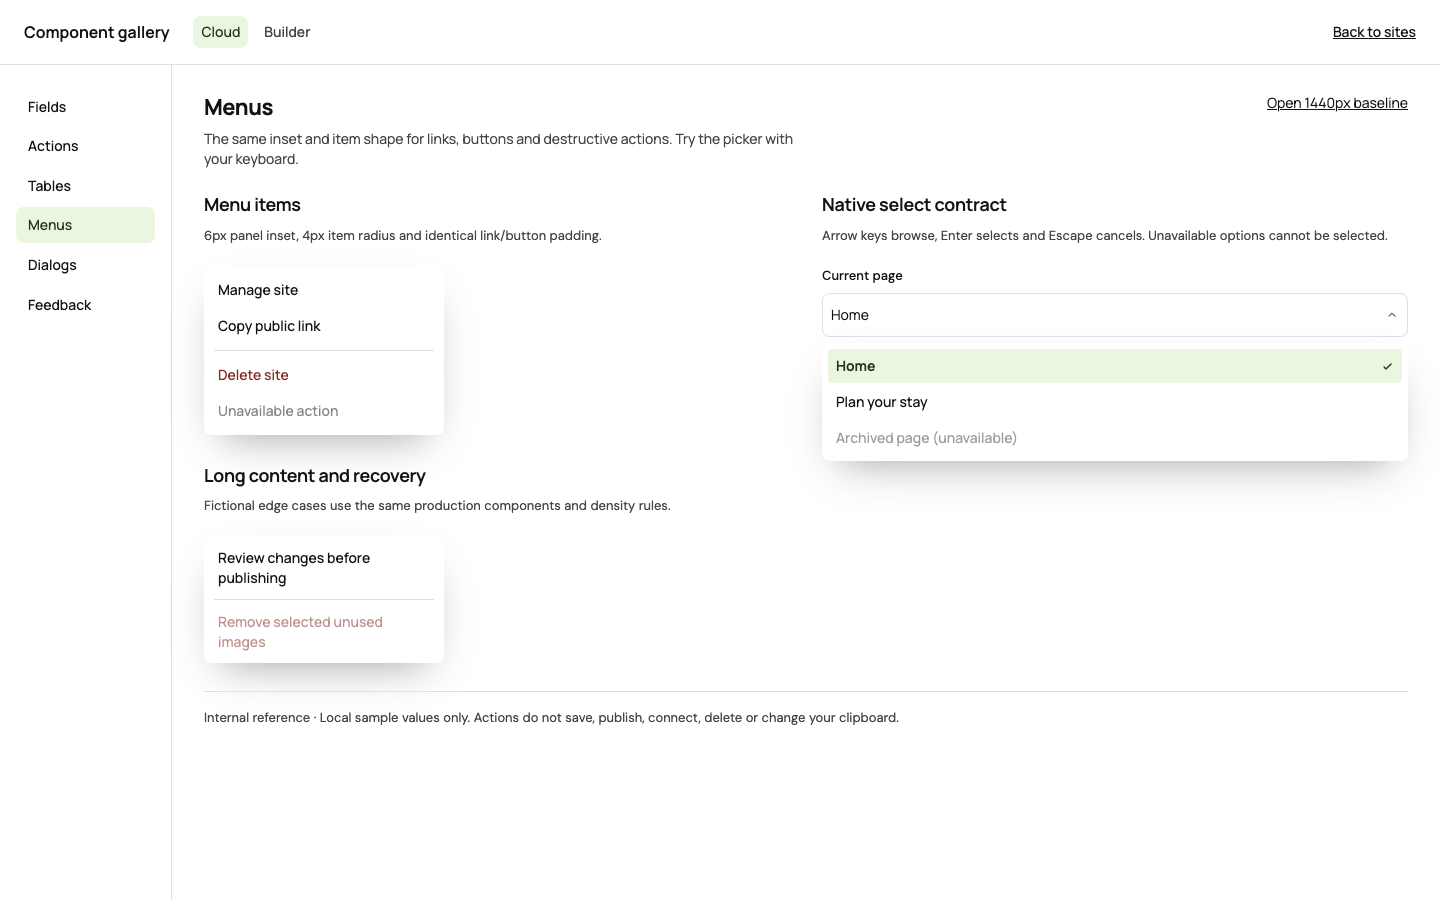 Component gallery
Cloud
Builder
Back to sites
Fields
Actions
Tables
Menus
Dialogs
Feedback
Menus
Open 1440px baseline
The same inset and item shape for links, buttons and destructive actions. Try the picker with
your keyboard.
Menu items
6px panel inset, 4px item radius and identical link/button padding.
Manage site
Copy public link
Delete site
Unavailable action
Long content and recovery
Fictional edge cases use the same production components and density rules.
Review changes before
publishing
Remove selected unused
images
Native select contract
Arrow keys browse, Enter selects and Escape cancels. Unavailable options cannot be selected.
Current page
Home
Home
Plan your stay
Archived page (unavailable)
Internal reference · Local sample values only. Actions do not save, publish, connect, delete or change your clipboard.